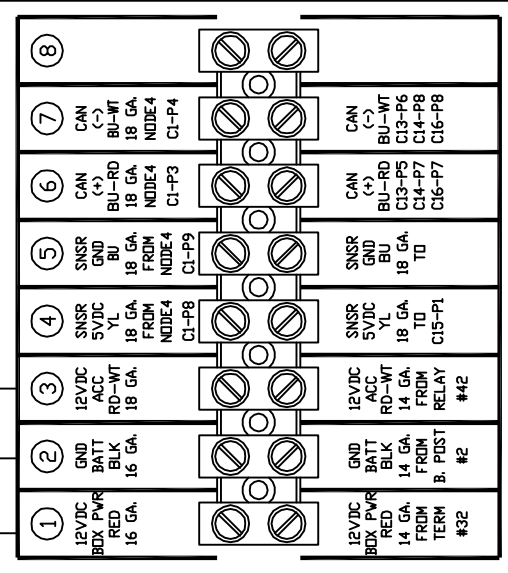 8
7
CAN
(-)
BU-WT
18 GA.
NODE4
C1-P4
CAN
(-)
BU-WT
C13-P6
C14-P8
C16-P8
6
CAN
(+)
BU-RD
18 GA.
NODE4
C1-P3
CAN
(+)
BU-RD
C13-P5
C14-P7
C16-P7
5
SNSR
GND
BU
18 GA.
FROM
NODE4
C1-P9
SNSR
GND
BU
18 GA.
TO
4
SNSR
5VDC
YL
18 GA.
FROM
NODE4
C1-P8
SNSR
5VDC
YL
18 GA.
TO
C15-P1
3
12VDC
ACC
RD-WT
18 GA.
12VDC
ACC
RD-WT
14 GA.
FROM
RELAY
#42
2
GND
BATT
BLK
16 GA.
GND
BATT
BLK
14 GA.
FROM
B. POST
#2
1
12VDC
BOX PWR
RED
16 GA.
12VDC
BOX PWR
RED
14 GA.
FROM
TERM
#32